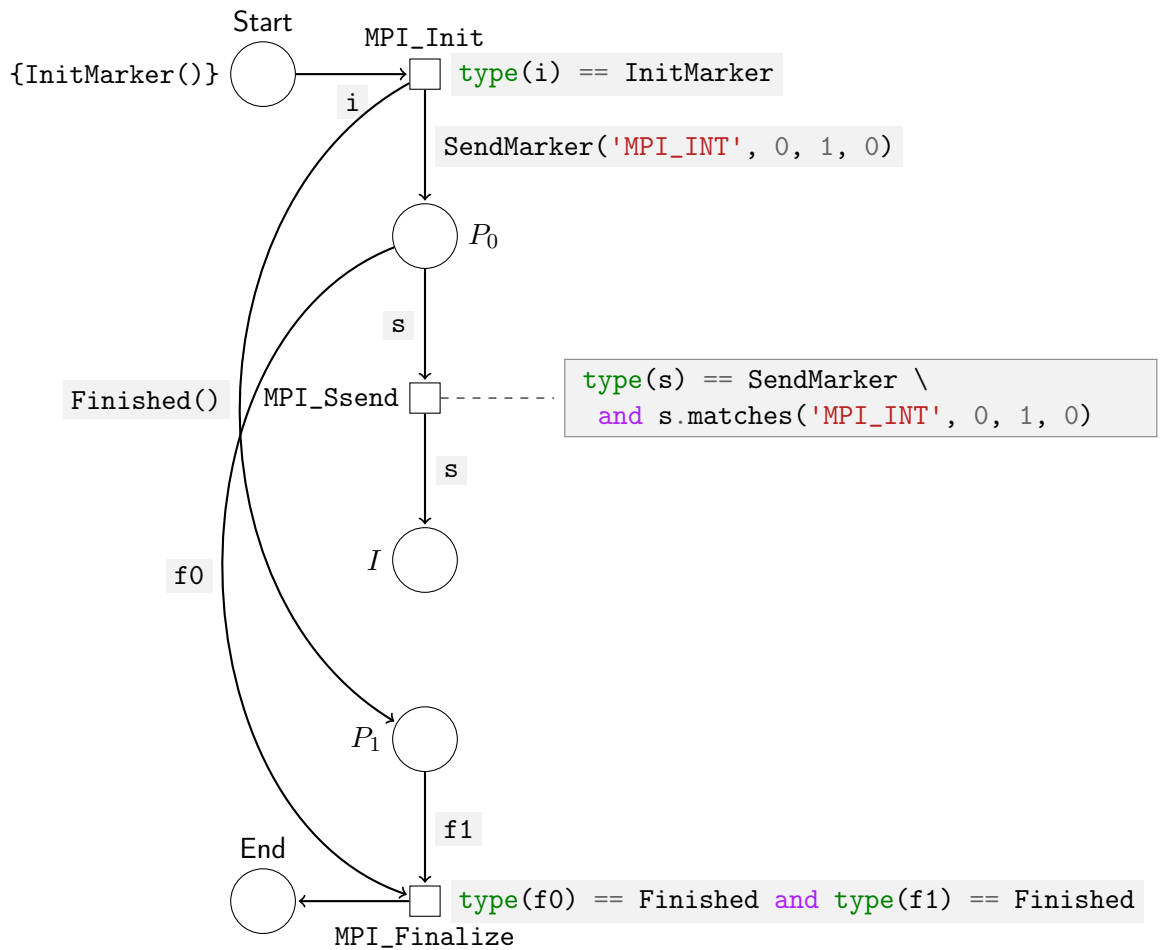 Start
MPI_Init
{InitMarker()}
type(i) == InitMarker
i
SendMarker('MPI_INT', 0, 1, 0)
P0
s
Finished()
MPI_Ssend
type(s) == SendMarker \
and s.matches('MPI_INT', 0, 1, 0)
s
I
f0
P1
f1
End
type(f0) == Finished and type(f1) == Finished
MPI_Finalize